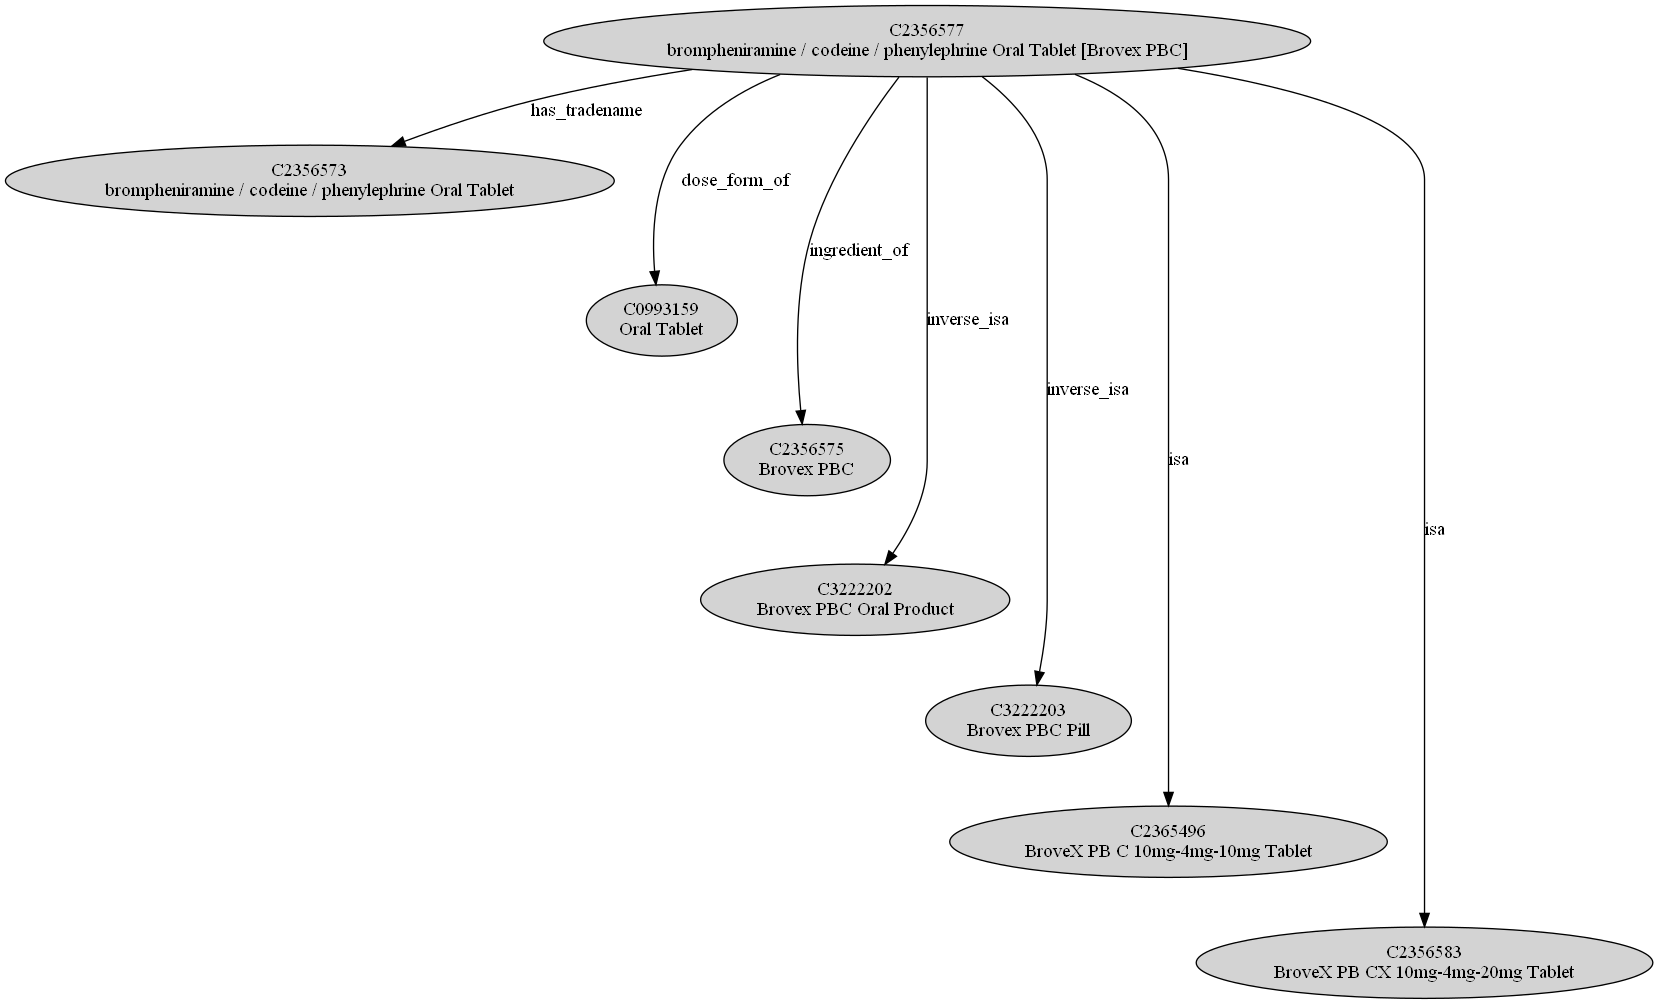 C2356577
brompheniramine / codeine / phenylephrine Oral Tablet [Brovex PBC]
has_tradename
C2356573
brompheniramine / codeine / phenylephrine Oral Tablet
dose_form_of
ingredient_of
C0993159
Oral Tablet
inverse_isa
inverse_isa
C2356575
Brovex PBC
isa
isa
C3222202
Brovex PBC Oral Product
C3222203
Brovex PBC Pill
C2365496
BroveX PB C 10mg-4mg-10mg Tablet
C2356583
BroveX PB CX 10mg-4mg-20mg Tablet